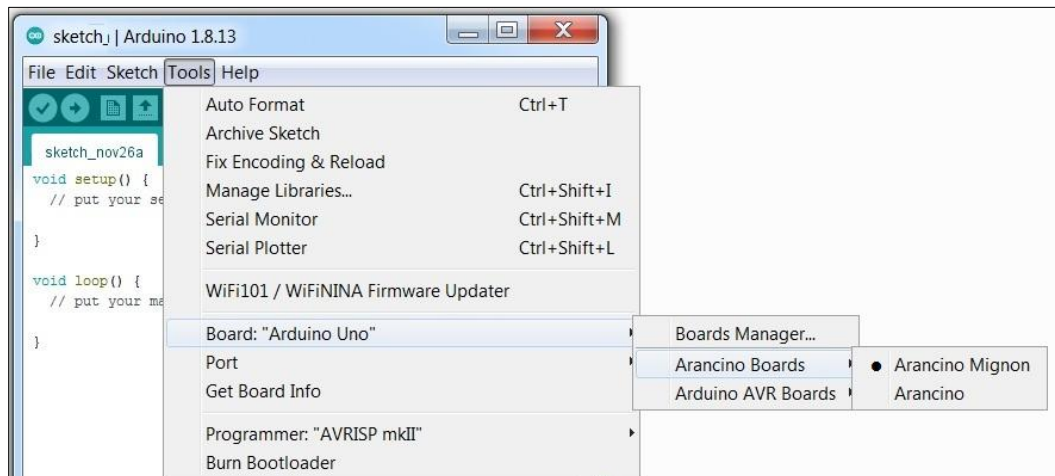 sketch_ | Arduino 1.8.13
File Edit Sketch Tools Help
sketch_nov26a
void setup() {
// put your se
}
void loop() {
// put your ma
}
Auto Format Ctrl+T
Archive Sketch
Fix Encoding & Reload
Manage Libraries... Ctrl+Shift+I
Serial Monitor Ctrl+Shift+M
Serial Plotter Ctrl+Shift+L
WiFi101 / WiFiNINA Firmware Updater
Board: "Arduino Uno"
Port
Get Board Info
Programmer: "AVRISP mkII"
Burn Bootloader
Boards Manager...
Arancino Boards
Arduino AVR Boards
Arancino Mignon
Arancino